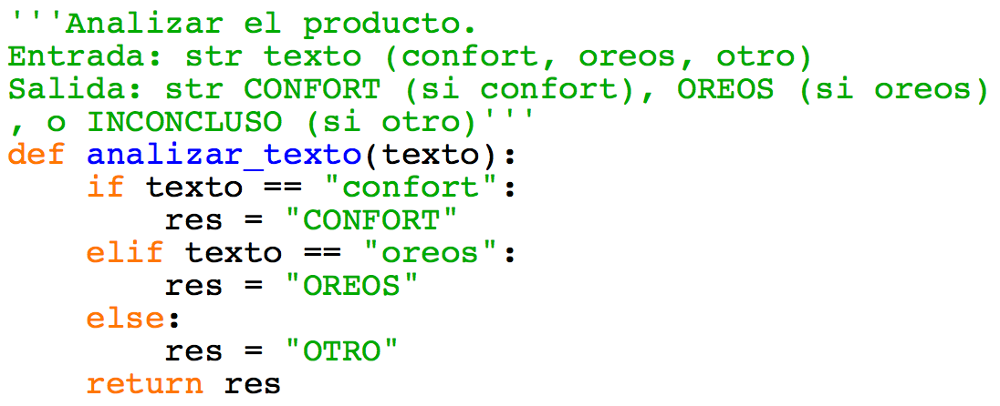 '''Analizar el producto.
Entrada: str texto (confort, oreos, otro)
Salida: str CONFORT (si confort), OREOS (si oreos)
, o INCONCLUSO (si otro)'''
def analizar_texto(texto):
    if texto == "confort":
        res = "CONFORT"
    elif texto == "oreos":
        res = "OREOS"
    else:
        res = "OTRO"
    return res